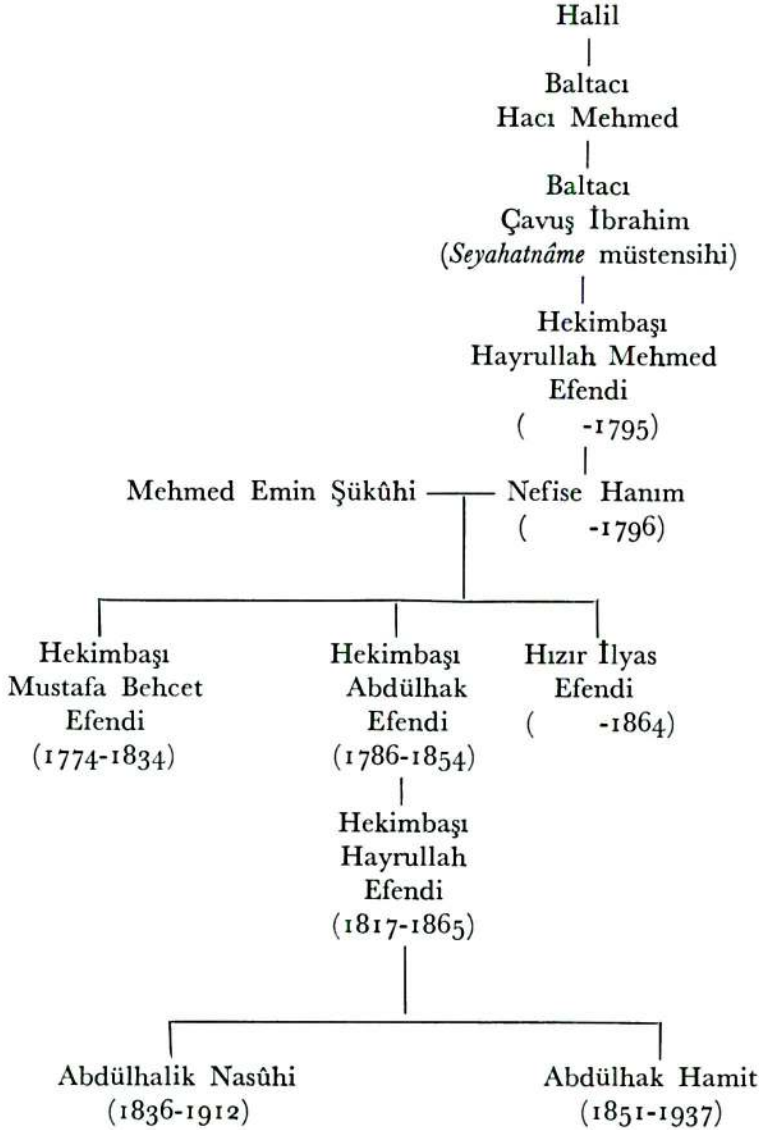 Halil
Baltacı
Hacı Mehmed
Baltacı
Çavuş İbrahim
(Seyahatnâme müstensihi)
Hekimbaşı
Hayrullah Mehmed
Efendi
( -1795)
Mehmed Emin Şükûhi
Nefise Hanım
( -1796)
Hekimbaşı
Mustafa Behcet
Efendi
(1774-1834)
Hekimbaşı
Abdülhak
Efendi
(1786-1854)
Hızır İlyas
Efendi
( -1864)
Hekimbaşı
Hayrullah
Efendi
(1817-1865)
Abdülhalik Nasûhi
(1836-1912)
Abdülhak Hamit
(1851-1937)